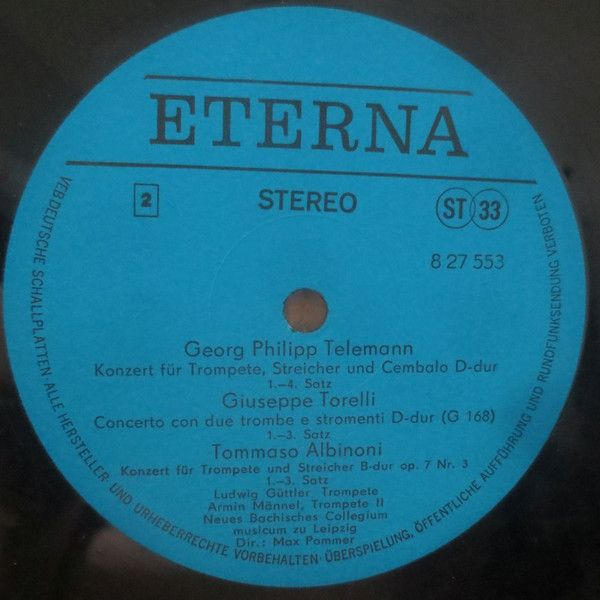 ETERNA
2
STEREO
ST 33
8 27 553
Georg Philipp Telemann
Konzert für Trompete, Streicher und Cembalo D-dur
1.–4. Satz
Giuseppe Torelli
Concerto con due trombe e stromenti D-dur (G 168)
1.–3. Satz
Tommaso Albinoni
Konzert für Trompete und Streicher B-dur op. 7 Nr. 3
1.–3. Satz
Ludwig Güttler, Trompete
Armin Männel, Trompete II
Neues Bachisches Collegium
musicum zu Leipzig
Dir.: Max Pommer
VEB DEUTSCHE SCHALLPLATTEN ALLE HERSTELLER- UND URHEBERRECHTE VORBEHALTEN · ÜBERSPIELUNG, ÖFFENTLICHE AUFFÜHRUNG UND RUNDFUNKSENDUNG VERBOTEN